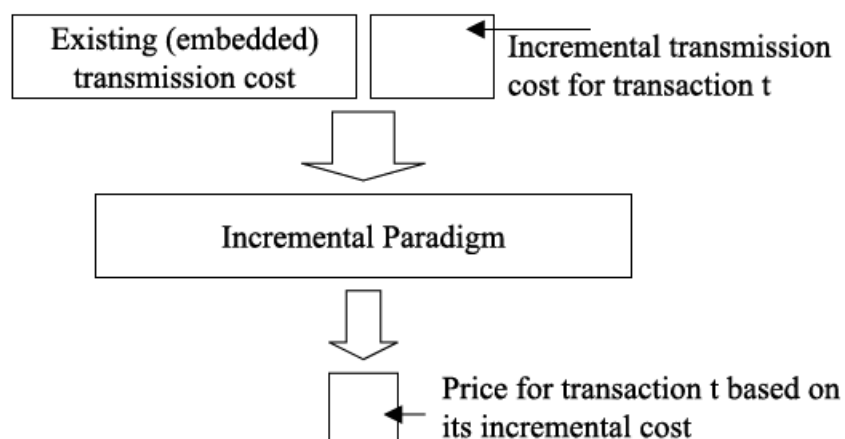 Existing (embedded)
transmission cost
Incremental transmission
cost for transaction t
Incremental Paradigm
Price for transaction t based on
its incremental cost